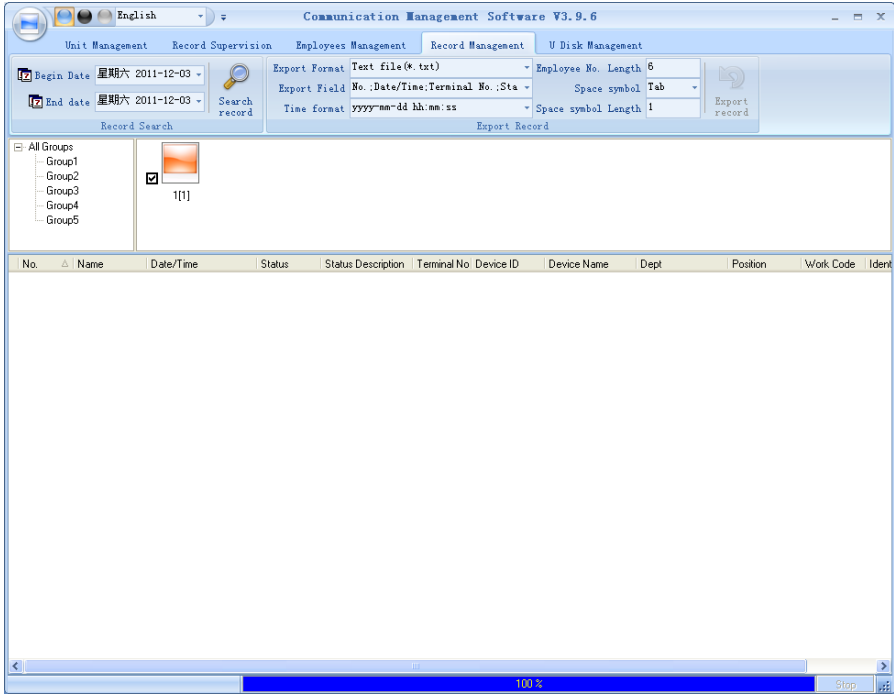 English
Communication Management Software V3.9.6
Unit Management Record Supervision Employees Management Record Management U Disk Management
Begin Date 星期六 2011-12-03
End date 星期六 2011-12-03
Search record
Record Search
Export Format Text file(*.txt)
Export Field No.;Date/Time;Terminal No.;Sta
Time format yyyy-mm-dd hh:mm:ss
Employee No. Length 6
Space symbol Tab
Space symbol Length 1
Export record
Export Record
All Groups
Group1
Group2
Group3
Group4
Group5
1[1]
No. Name Date/Time Status Status Description Terminal No Device ID Device Name Dept Position Work Code Ident
100 %
Stop